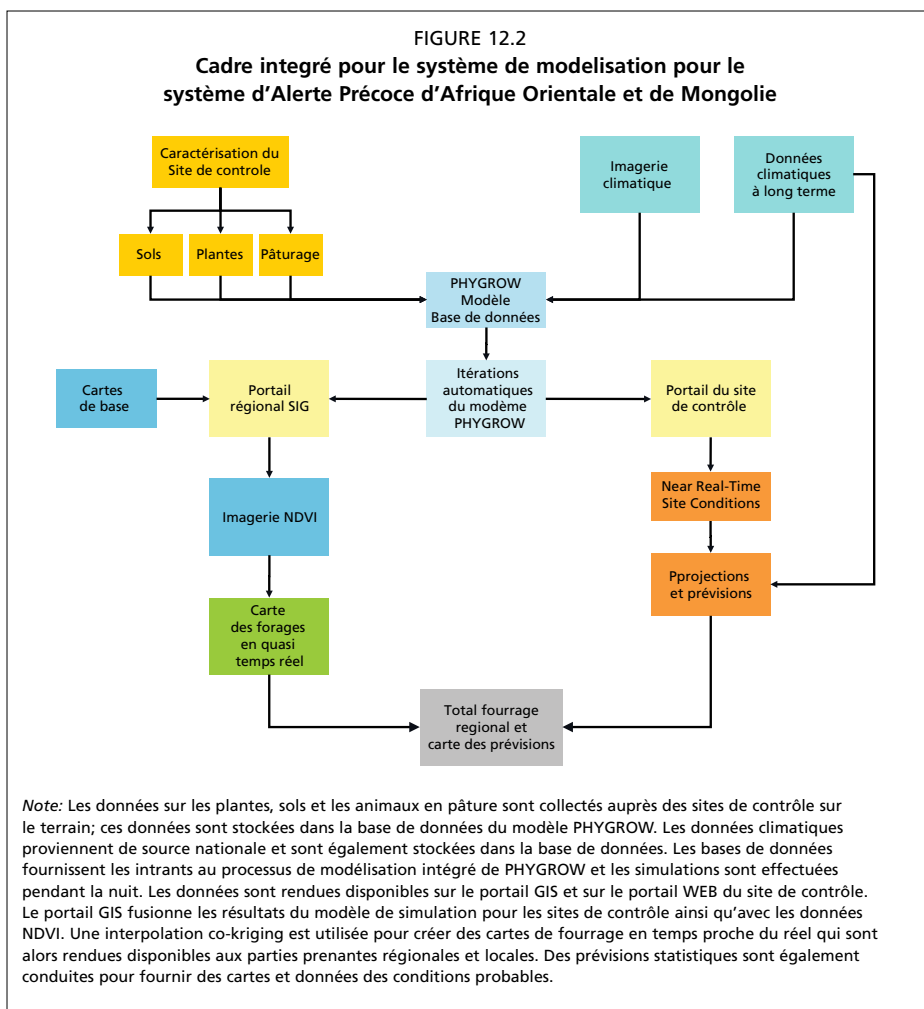 FIGURE 12.2
Cadre integré pour le système de modelisation pour le
système d'Alerte Précoce d'Afrique Orientale et de Mongolie
Caractérisation du
Site de controle
Imagerie
climatique
Données
climatiques
à long terme
Sols
Plantes
Pâturage
PHYGROW
Modèle
Base de données
Cartes
de base
Portail
régional SIG
Itérations
automatiques
du modème
PHYGROW
Portail du site
de contrôle
Imagerie NDVI
Near Real-Time
Site Conditions
Pprojections
et prévisions
Carte
des forages
en quasi
temps réel
Total fourrage
regional et
carte des prévisions
Note: Les données sur les plantes, sols et les animaux en pâture sont collectés auprès des sites de contrôle sur
le terrain; ces données sont stockées dans la base de données du modèle PHYGROW. Les données climatiques
proviennent de source nationale et sont également stockées dans la base de données. Les bases de données
fournissent les intrants au processus de modélisation intégré de PHYGROW et les simulations sont effectuées
pendant la nuit. Les données sont rendues disponibles sur le portail GIS et sur le portail WEB du site de contrôle.
Le portail GIS fusionne les résultats du modèle de simulation pour les sites de contrôle ainsi qu'avec les données
NDVI. Une interpolation co-kriging est utilisée pour créer des cartes de fourrage en temps proche du réel qui sont
alors rendues disponibles aux parties prenantes régionales et locales. Des prévisions statistiques sont également
conduites pour fournir des cartes et données des conditions probables.